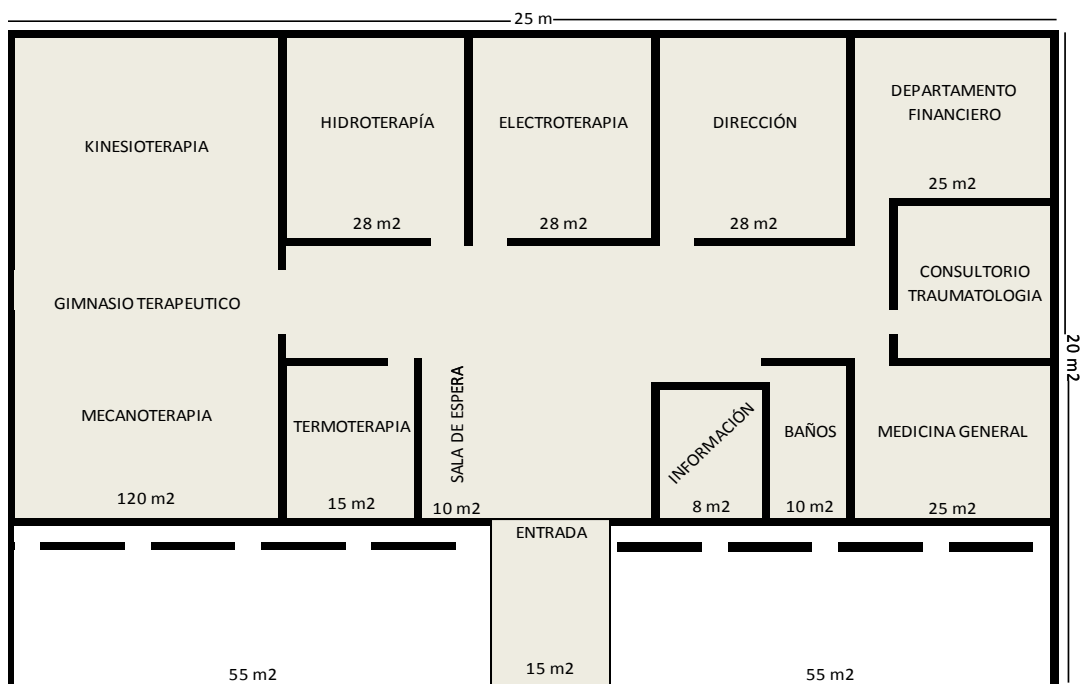 25 m
KINESIOTERAPIA
HIDROTERAPÍA
28 m2
ELECTROTERAPIA
28 m2
DIRECCIÓN
28 m2
DEPARTAMENTO
FINANCIERO
25 m2
CONSULTORIO
TRAUMATOLOGIA
20 m2
GIMNASIO TERAPEUTICO
MECANOTERAPIA
120 m2
TERMOTERAPIA
15 m2
SALA DE ESPERA
10 m2
INFORMACIÓN
8 m2
BAÑOS
10 m2
MEDICINA GENERAL
25 m2
ENTRADA
55 m2
15 m2
55 m2